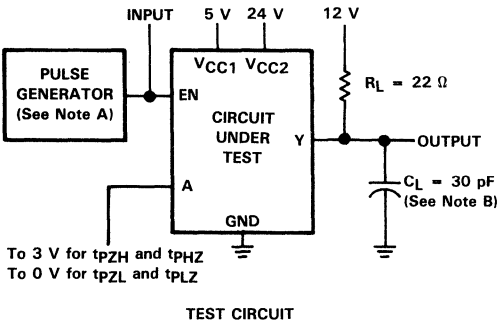 INPUT
5 V 24 V 12 V
PULSE
GENERATOR
(See Note A)
VCC1 VCC2
EN
CIRCUIT
UNDER
TEST
RL = 22 Ω
Y
OUTPUT
A
CL = 30 pF
(See Note B)
GND
To 3 V for tPZH and tPHZ
To 0 V for tPZL and tPLZ
TEST CIRCUIT